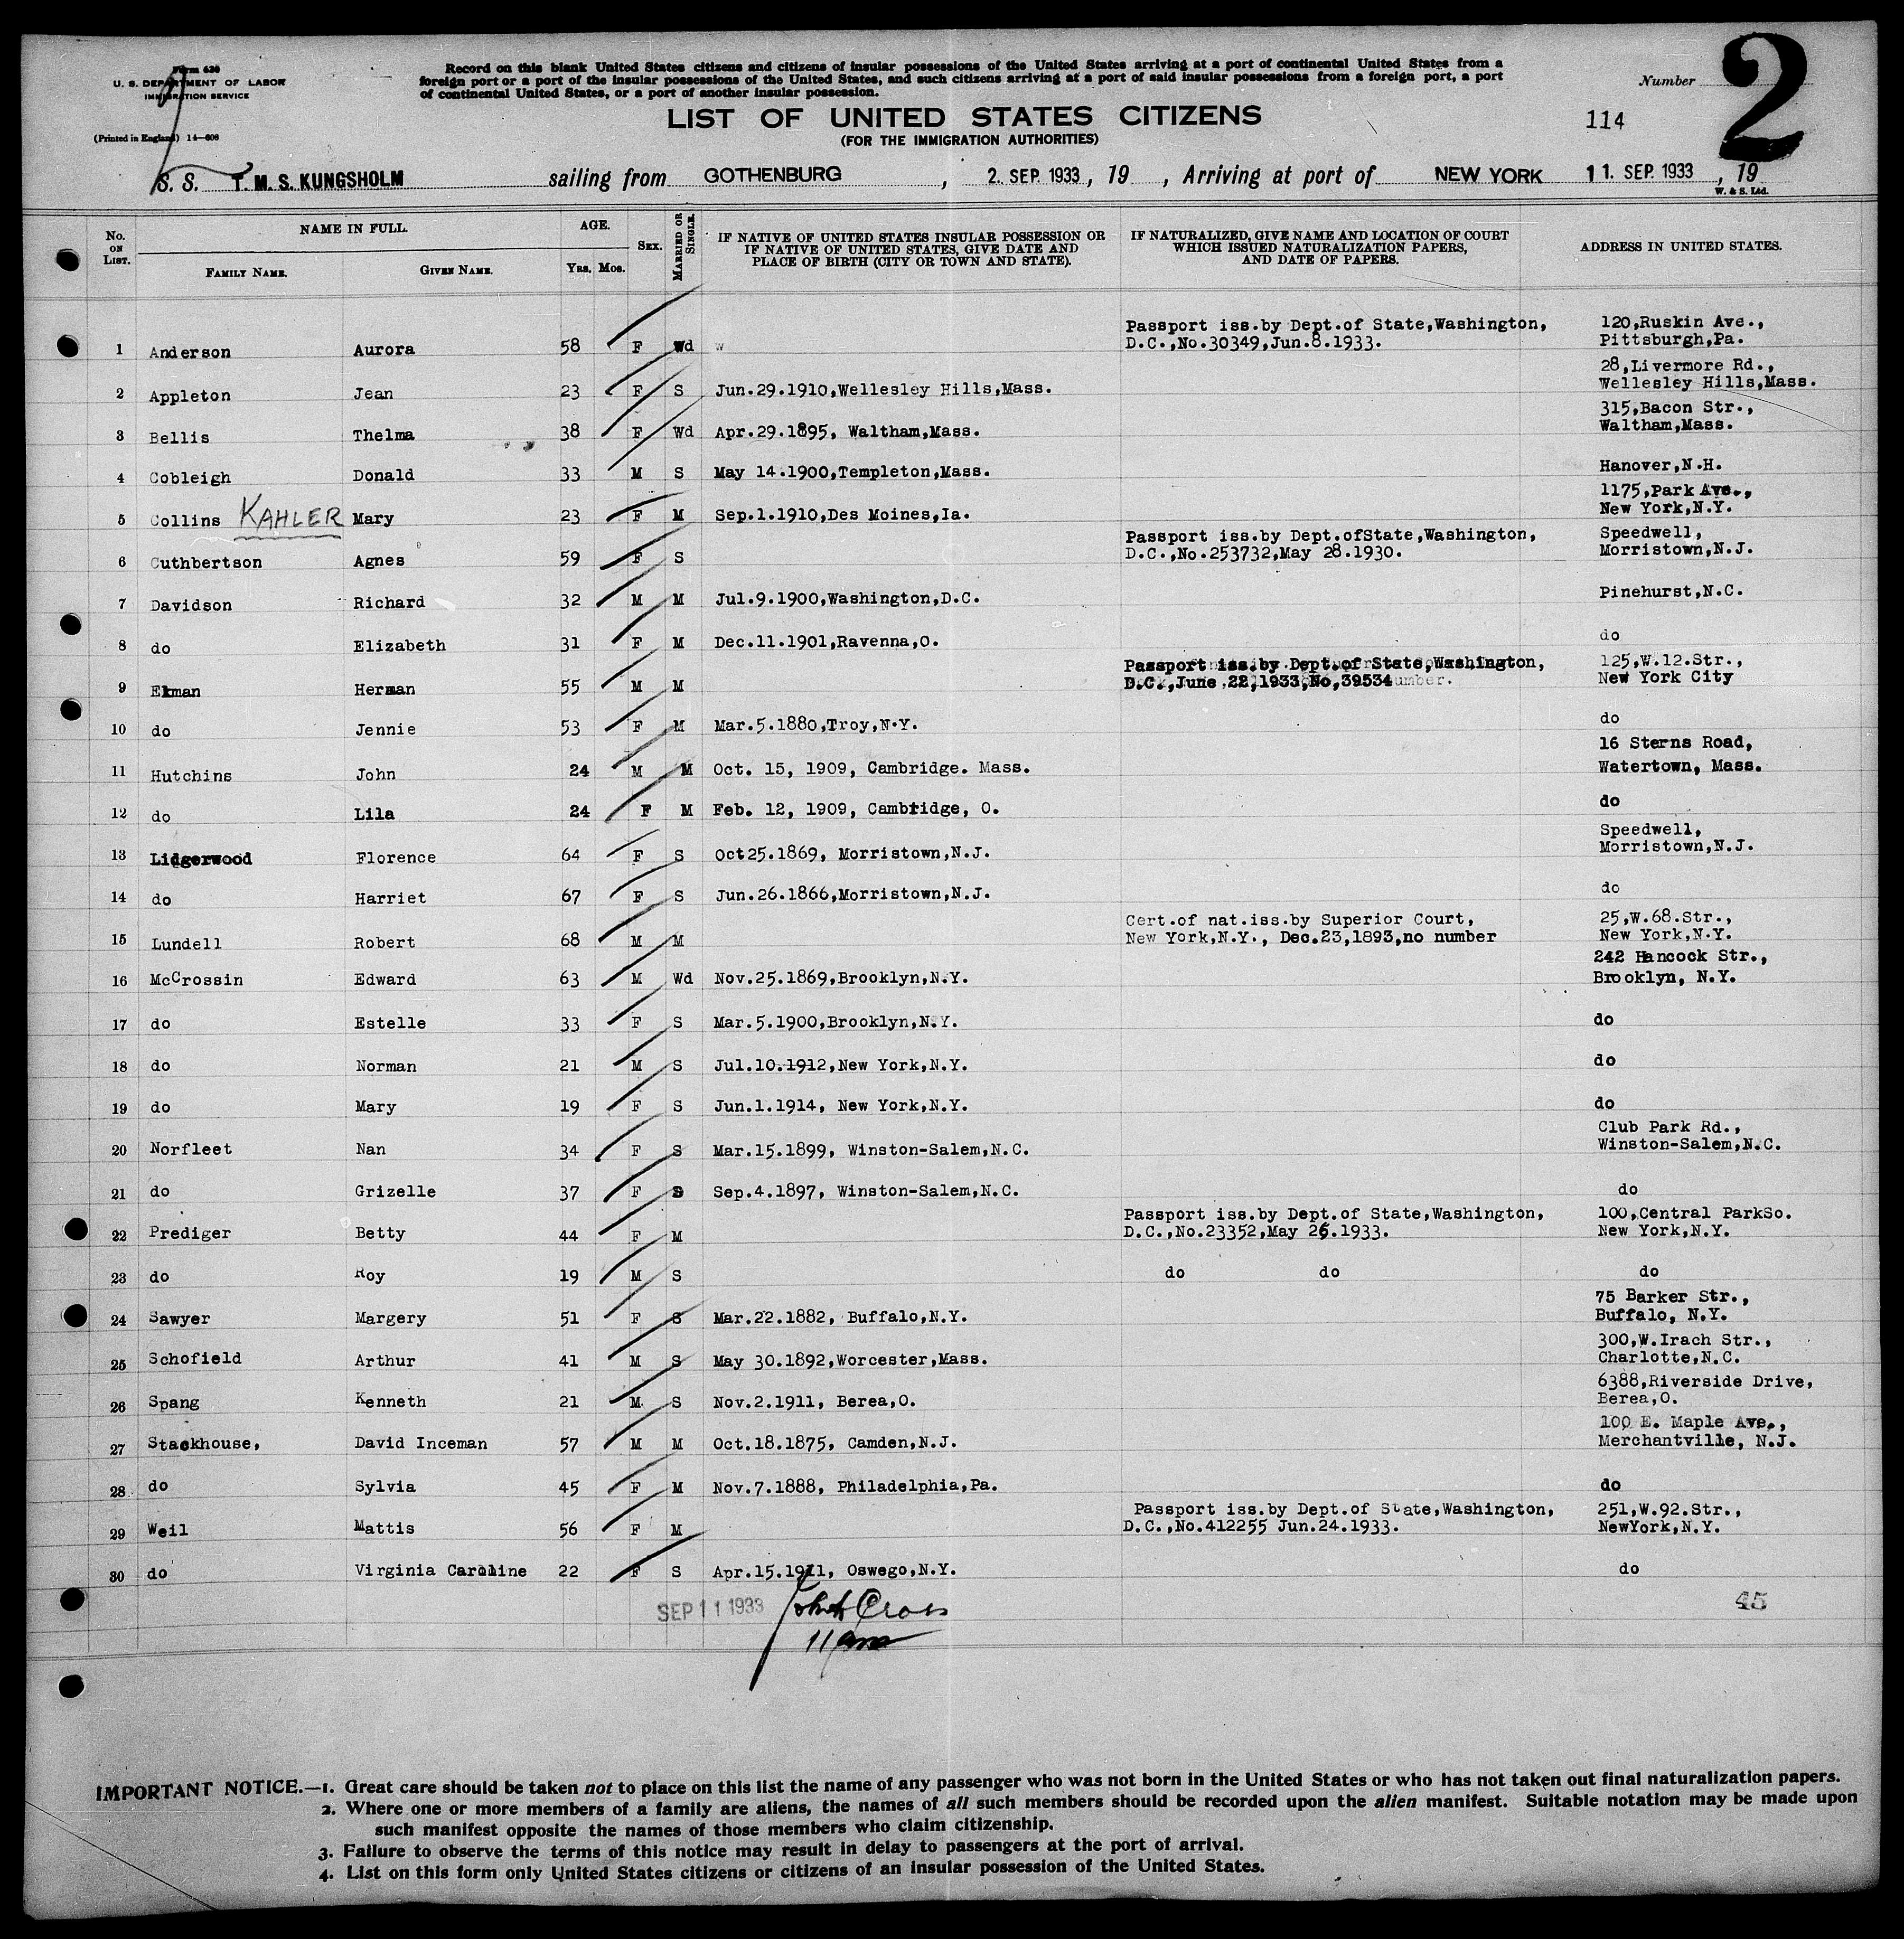 Form 630
U. S. DEPARTMENT OF LABOR
IMMIGRATION SERVICE
(Printed in England) 14—606
Record on this blank United States citizens and citizens of insular possessions of the United States arriving at a port of continental United States from a
foreign port or a port of the insular possessions of the United States, and such citizens arriving at a port of said insular possessions from a foreign port, a port
of continental United States, or a port of another insular possession.
Number 2
LIST OF UNITED STATES CITIZENS
114
(FOR THE IMMIGRATION AUTHORITIES)
S. S. T. M. S. KUNGSHOLM sailing from GOTHENBURG, 2. SEP. 1933, 19 , Arriving at port of NEW YORK 11. SEP. 1933, 19
W. & S. Ltd.
No. ON LIST. NAME IN FULL. FAMILY NAME. GIVEN NAME. AGE. YRS. MOS. SEX. MARRIED OR SINGLE. IF NATIVE OF UNITED STATES INSULAR POSSESSION OR IF NATIVE OF UNITED STATES, GIVE DATE AND PLACE OF BIRTH (CITY OR TOWN AND STATE). IF NATURALIZED, GIVE NAME AND LOCATION OF COURT WHICH ISSUED NATURALIZATION PAPERS, AND DATE OF PAPERS. ADDRESS IN UNITED STATES.
1 Anderson Aurora 58 F Wd w Passport iss.by Dept.of State,Washington, D.C.,No.30349,Jun.8.1933. 120,Ruskin Ave., Pittsburgh,Pa.
2 Appleton Jean 23 F S Jun.29.1910,Wellesley Hills,Mass. 28,Livermore Rd., Wellesley Hills,Mass.
3 Bellis Thelma 38 F Wd Apr.29.1895, Waltham,Mass. 315,Bacon Str., Waltham,Mass.
4 Cobleigh Donald 33 M S May 14.1900,Templeton,Mass. Hanover,N.H.
5 Collins KAHLER Mary 23 F M Sep.1.1910,Des Moines,Ia. 1175,Park Ave., New York,N.Y.
6 Cuthbertson Agnes 59 F S Passport iss.by Dept.ofState,Washington, D.C.,No.253732,May 28.1930. Speedwell, Morristown,N.J.
7 Davidson Richard 32 M M Jul.9.1900,Washington,D.C. Pinehurst,N.C.
8 do Elizabeth 31 F M Dec.11.1901,Ravenna,O. do
9 Ekman Herman 55 M M Passport iss.by Dept.of State,Washington, D.C.,June 22,1933,No,39534 umber. 125,W.12.Str., New York City
10 do Jennie 53 F M Mar.5.1880,Troy,N.Y. do
11 Hutchins John 24 M M Oct. 15, 1909, Cambridge. Mass. 16 Sterns Road, Watertown, Mass.
12 do Lila 24 F M Feb. 12, 1909, Cambridge, O. do
13 Lidgerwood Florence 64 F S Oct25.1869, Morristown,N.J. Speedwell, Morristown,N.J.
14 do Harriet 67 F S Jun.26.1866,Morristown,N.J. do
15 Lundell Robert 68 M M Cert.of nat.iss.by Superior Court, New York,N.Y., Dec.23,1893,no number 25,W.68.Str., New York,N.Y.
16 McCrossin Edward 63 M Wd Nov.25.1869,Brooklyn,N.Y. 242 Hancock Str., Brooklyn, N.Y.
17 do Estelle 33 F S Mar.5.1900,Brooklyn,N.Y. do
18 do Norman 21 M S Jul.10.1912,New York,N.Y. do
19 do Mary 19 F S Jun.1.1914, New York,N.Y. do
20 Norfleet Nan 34 F S Mar.15.1899, Winston-Salem,N.C. Club Park Rd., Winston-Salem,N.C.
21 do Grizelle 37 F S Sep.4.1897, Winston-Salem,N.C. do
22 Prediger Betty 44 F M Passport iss.by Dept.of State,Washington, D.C.,No.23352,May 26.1933. 100,Central ParkSo. New York,N.Y.
23 do Roy 19 M S do do do
24 Sawyer Margery 51 F S Mar.22.1882, Buffalo,N.Y. 75 Barker Str., Buffalo, N.Y.
25 Schofield Arthur 41 M S May 30.1892,Worcester,Mass. 300,W.Irach Str., Charlotte,N.C.
26 Spang Kenneth 21 M S Nov.2.1911, Berea,O. 6388,Riverside Drive, Berea,O.
27 Stackhouse, David Inceman 57 M M Oct.18.1875, Camden,N.J. 100 E. Maple Ave., Merchantville, N.J.
28 do Sylvia 45 F M Nov.7.1888, Philadelphia,Pa. do
29 Weil Mattis 56 F M Passport iss.by Dept.of State,Washington, D.C.,No.412255 Jun.24.1933. 251,W.92.Str., NewYork,N.Y.
30 do Virginia Caroline 22 F S Apr.15.1911, Oswego,N.Y. do
SEP 11 1933 Cross 45
IMPORTANT NOTICE.—1. Great care should be taken not to place on this list the name of any passenger who was not born in the United States or who has not taken out final naturalization papers.
2. Where one or more members of a family are aliens, the names of all such members should be recorded upon the alien manifest. Suitable notation may be made upon
such manifest opposite the names of those members who claim citizenship.
3. Failure to observe the terms of this notice may result in delay to passengers at the port of arrival.
4. List on this form only United States citizens or citizens of an insular possession of the United States.